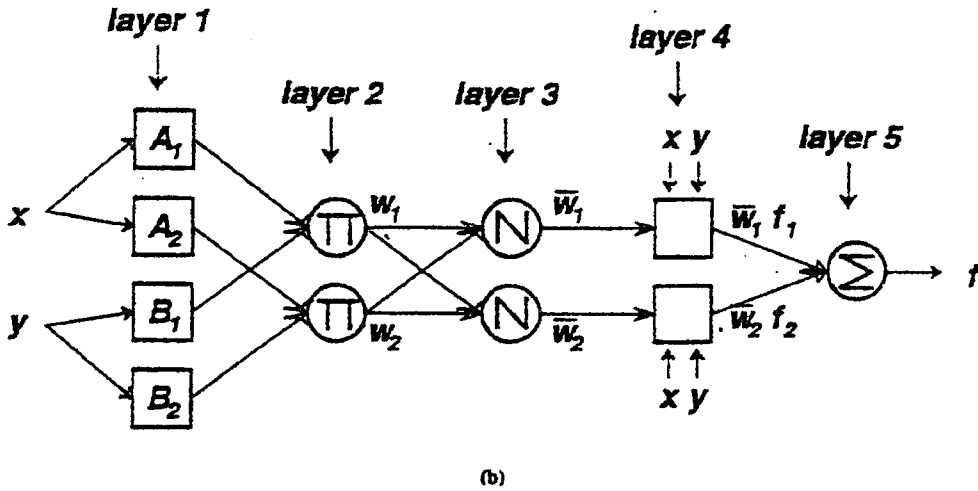 layer 1
layer 2
layer 3
layer 4
layer 5
x
y
A₁
A₂
B₁
B₂
∏
∏
w₁
w₂
N
N
w̅₁
w̅₂
x y
x y
w̅₁ f₁
w̅₂ f₂
Σ
f
(b)